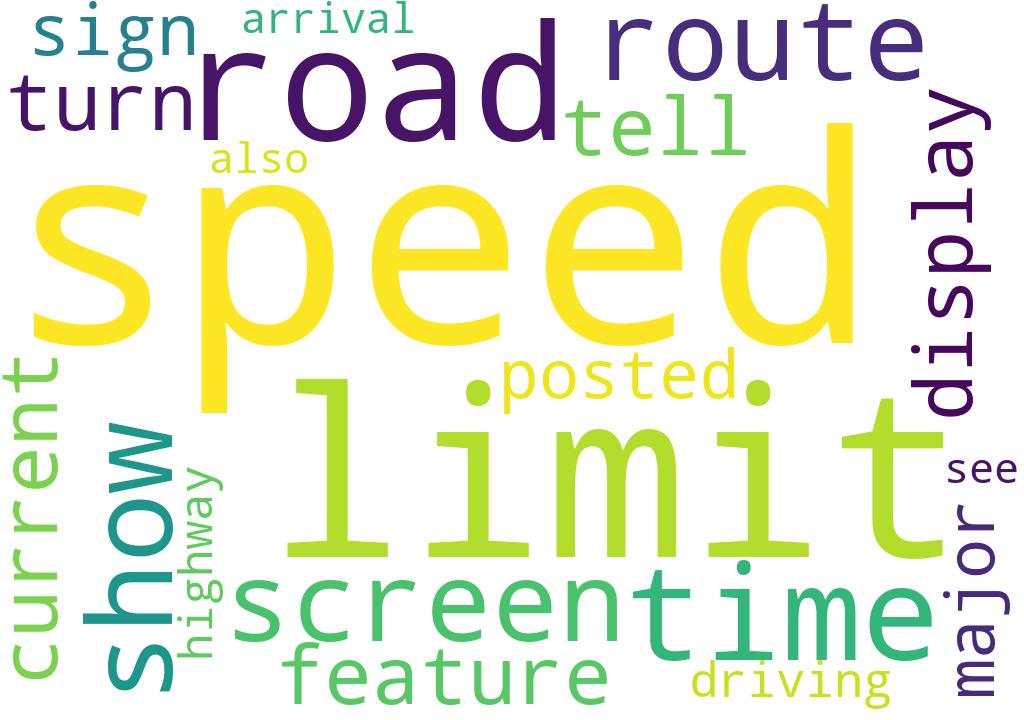 sign
arrival
road
route
turn
tell
also
speed
display
posted
limit
current
show
highway
see
major
screen
time
feature
driving